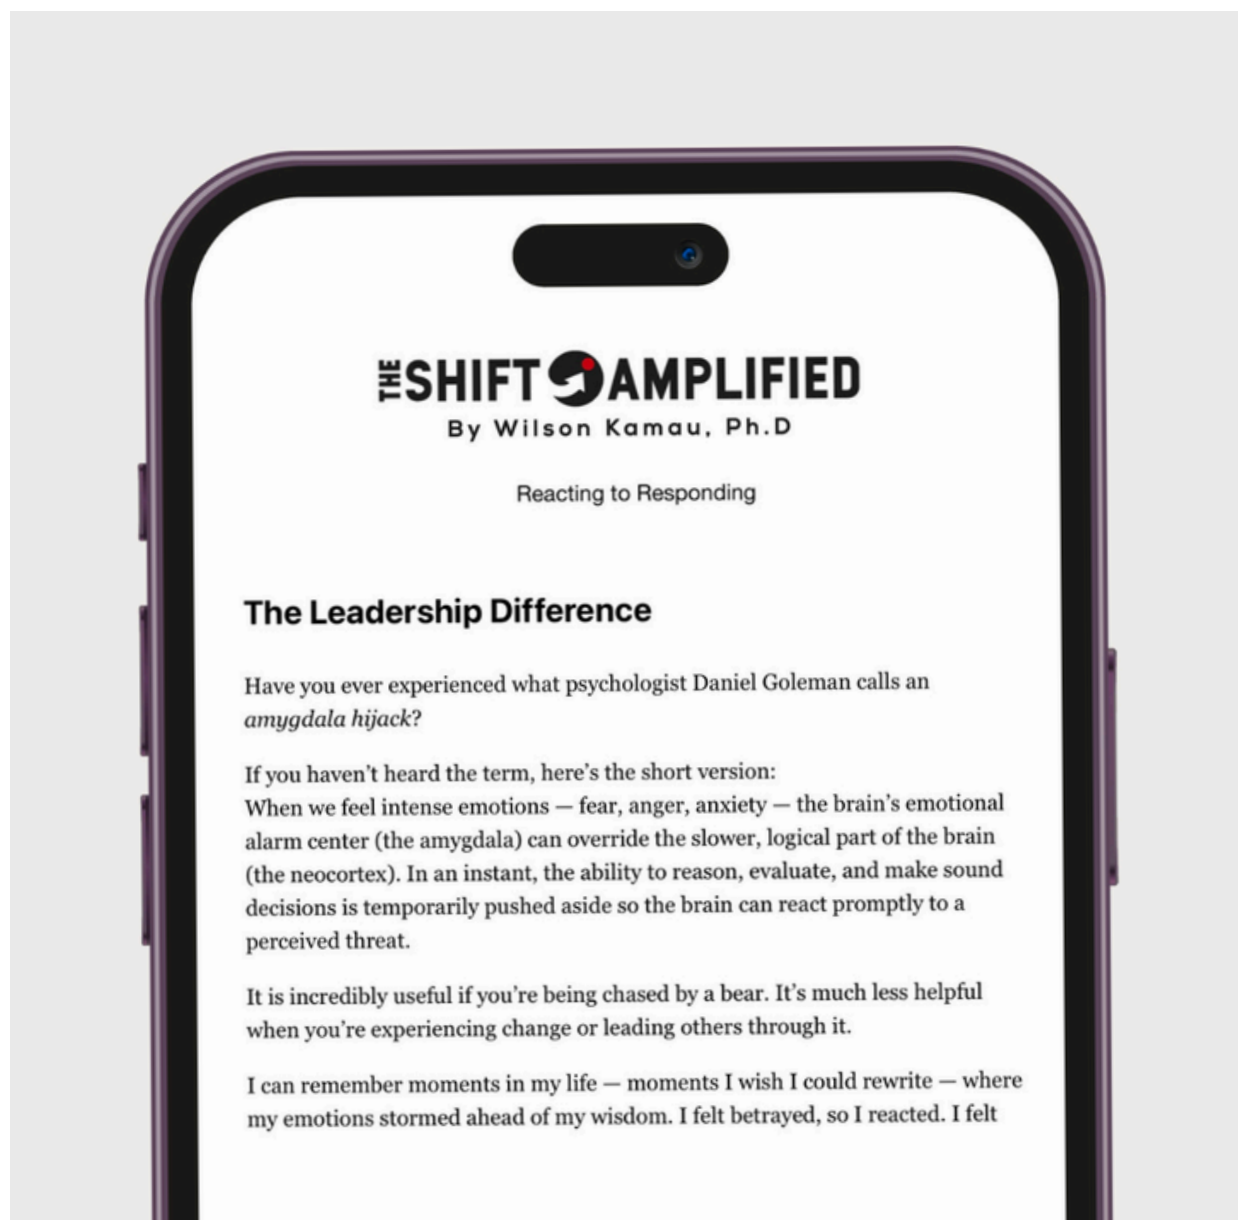 THE SHIFT AMPLIFIED
By Wilson Kamau, Ph.D
Reacting to Responding
The Leadership Difference
Have you ever experienced what psychologist Daniel Goleman calls an
amygdala hijack?
If you haven’t heard the term, here’s the short version:
When we feel intense emotions — fear, anger, anxiety — the brain’s emotional
alarm center (the amygdala) can override the slower, logical part of the brain
(the neocortex). In an instant, the ability to reason, evaluate, and make sound
decisions is temporarily pushed aside so the brain can react promptly to a
perceived threat.
It is incredibly useful if you’re being chased by a bear. It’s much less helpful
when you’re experiencing change or leading others through it.
I can remember moments in my life — moments I wish I could rewrite — where
my emotions stormed ahead of my wisdom. I felt betrayed, so I reacted. I felt